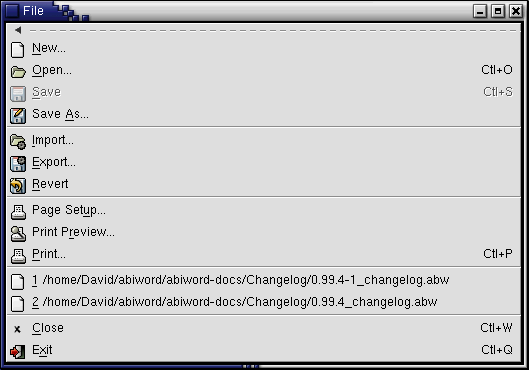 File
New...
Open... Ctl+O
Save Ctl+S
Save As...
Import...
Export...
Revert
Page Setup...
Print Preview...
Print... Ctl+P
1 /home/David/abiword/abiword-docs/Changelog/0.99.4-1_changelog.abw
2 /home/David/abiword/abiword-docs/Changelog/0.99.4_changelog.abw
Close Ctl+W
Exit Ctl+Q